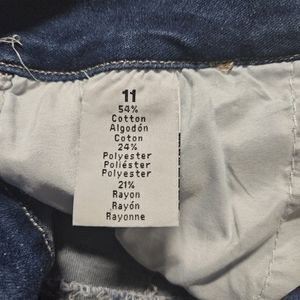 11
54%
Cotton
Algodón
Coton
24%
Polyester
Poliéster
Polyester
21%
Rayon
Rayón
Rayonne